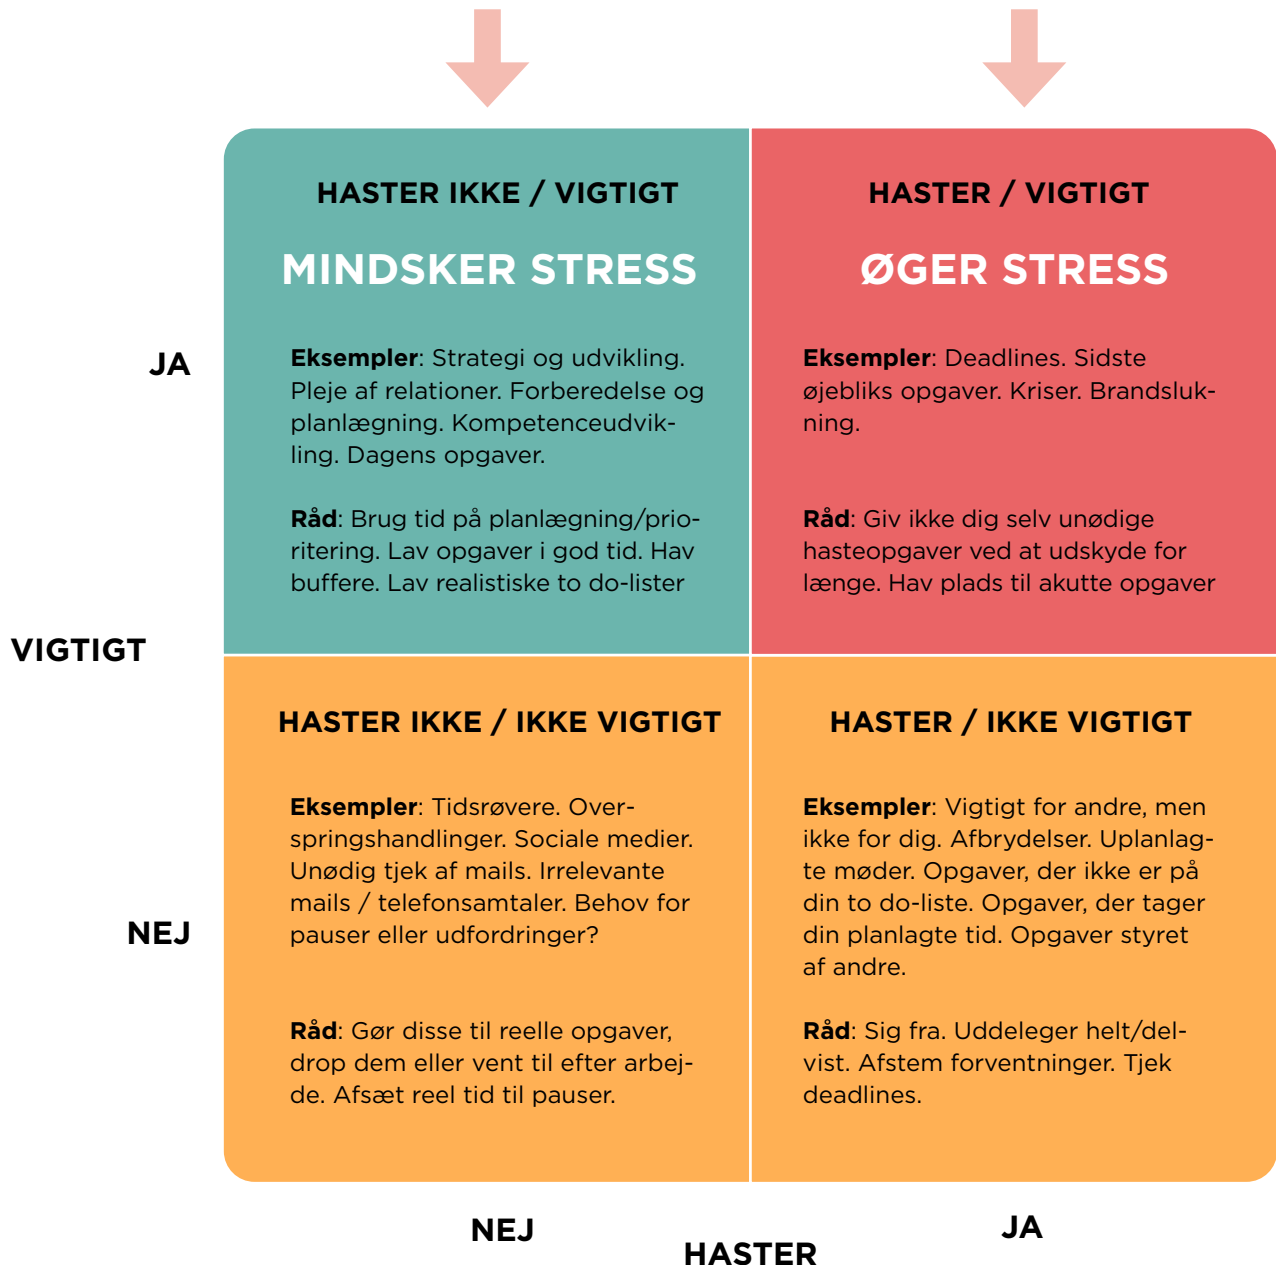 HASTER IKKE / VIGTIGT
MINDSKER STRESS
Eksempler: Strategi og udvikling.
Pleje af relationer. Forberedelse og
planlægning. Kompetenceudvik-
ling. Dagens opgaver.
Råd: Brug tid på planlægning/prio-
ritering. Lav opgaver i god tid. Hav
buffere. Lav realistiske to do-lister
HASTER / VIGTIGT
ØGER STRESS
Eksempler: Deadlines. Sidste
øjebliks opgaver. Kriser. Brandsluk-
ning.
Råd: Giv ikke dig selv unødige
hasteopgaver ved at udskyde for
længe. Hav plads til akutte opgaver
JA
VIGTIGT
NEJ
HASTER IKKE / IKKE VIGTIGT
Eksempler: Tidsrøvere. Over-
springshandlinger. Sociale medier.
Unødig tjek af mails. Irrelevante
mails / telefonsamtaler. Behov for
pauser eller udfordringer?
Råd: Gør disse til reelle opgaver,
drop dem eller vent til efter arbej-
de. Afsæt reel tid til pauser.
HASTER / IKKE VIGTIGT
Eksempler: Vigtigt for andre, men
ikke for dig. Afbrydelser. Uplanlag-
te møder. Opgaver, der ikke er på
din to do-liste. Opgaver, der tager
din planlagte tid. Opgaver styret
af andre.
Råd: Sig fra. Uddeleger helt/del-
vist. Afstem forventninger. Tjek
deadlines.
NEJ
JA
HASTER